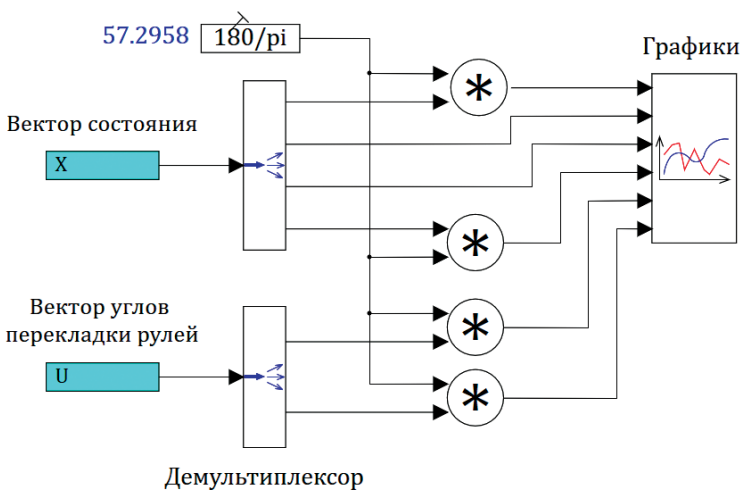 57.2958 180/pi
Графики
*
Вектор состояния
X
*
Вектор углов
перекладки рулей
*
U
*
Демультиплексор